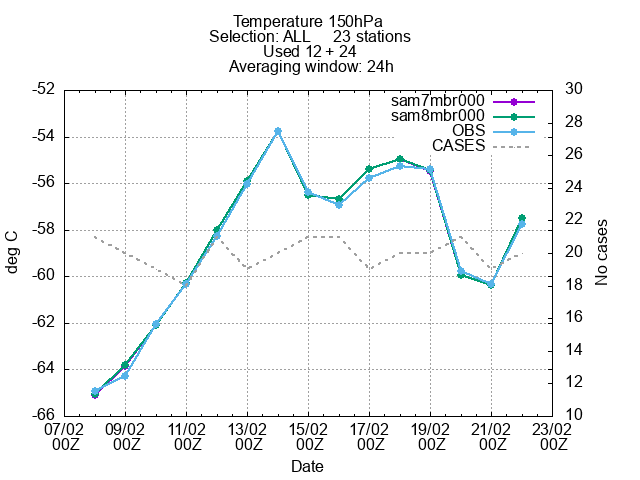 Temperature 150hPa
Selection: ALL 23 stations
Used 12 + 24
Averaging window: 24h
-52
-54
-56
-58
-60
-62
-64
-66
30
28
26
24
22
20
18
16
14
12
10
deg C
No cases
sam7mbr000
sam8mbr000
OBS
CASES
07/02 09/02 11/02 13/02 15/02 17/02 19/02 21/02 23/02
00Z 00Z 00Z 00Z 00Z 00Z 00Z 00Z 00Z
Date